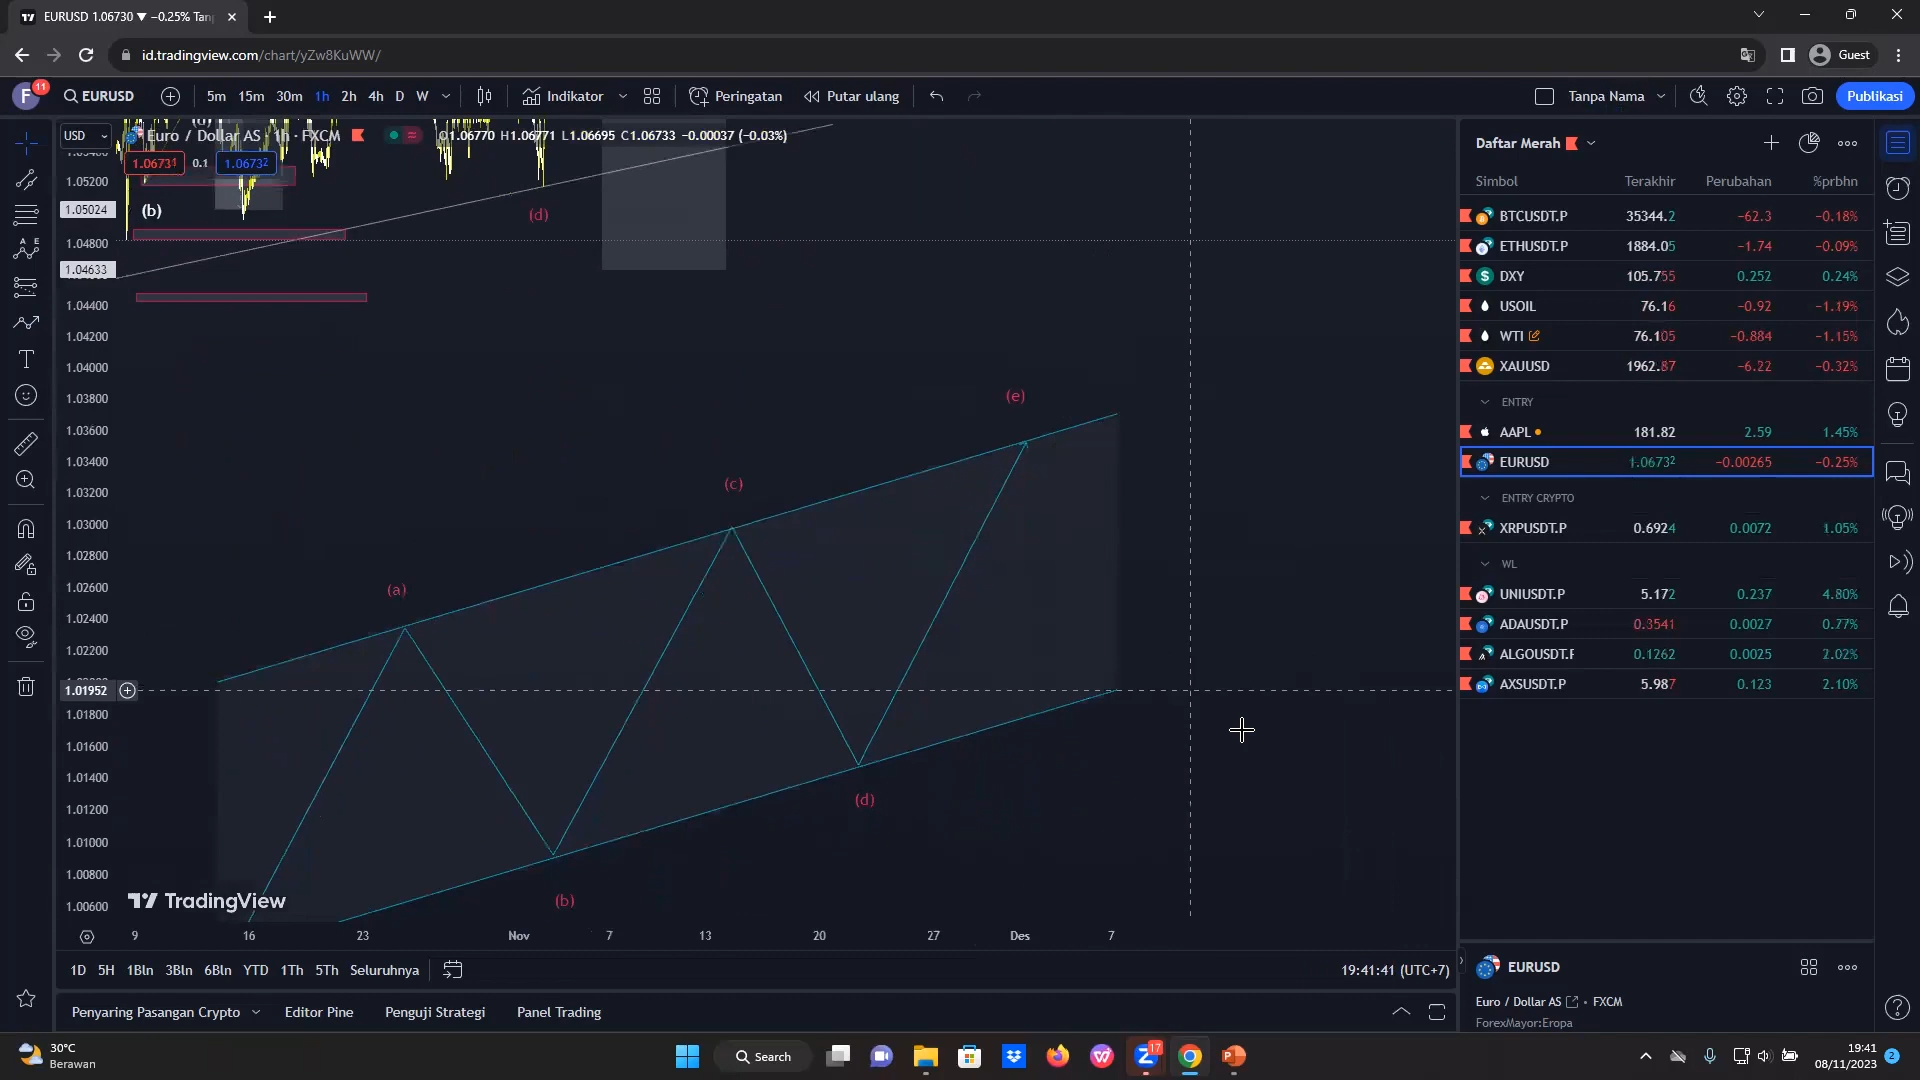 EURUSD 1.06730 ▼ −0.25% Tan
id.tradingview.com/chart/yZw8KuWW/
Guest
F 11 EURUSD 5m 15m 30m 1h 2h 4h D W Indikator Peringatan Putar ulang Tanpa Nama Publikasi
USD Euro / Dollar AS · 1h · FXCM O1.06770 H1.06771 L1.06695 C1.06733 −0.00037 (−0.03%)
1.06731 0.1 1.06732
1.05200
1.05024
1.04800
1.04633
1.04400
1.04200
1.04000
1.03800
1.03600
1.03400
1.03200
1.03000
1.02800
1.02600
1.02400
1.02200
1.01952
1.01800
1.01600
1.01400
1.01200
1.01000
1.00800
1.00600
(b)
(d)
(e)
(c)
(a)
(d)
(b)
TradingView
9 16 23 Nov 7 13 20 27 Des 7
1D 5H 1Bln 3Bln 6Bln YTD 1Th 5Th Seluruhnya
19:41:41 (UTC+7)
Penyaring Pasangan Crypto Editor Pine Penguji Strategi Panel Trading
Daftar Merah
Simbol Terakhir Perubahan %prbhn
BTCUSDT.P 35344.2 −62.3 −0.18%
ETHUSDT.P 1884.05 −1.74 −0.09%
DXY 105.755 0.252 0.24%
USOIL 76.16 −0.92 −1.19%
WTI 76.105 −0.884 −1.15%
XAUUSD 1962.87 −6.22 −0.32%
ENTRY
AAPL 181.82 2.59 1.45%
EURUSD 1.06732 −0.00265 −0.25%
ENTRY CRYPTO
XRPUSDT.P 0.6924 0.0072 1.05%
WL
UNIUSDT.P 5.172 0.237 4.80%
ADAUSDT.P 0.3541 0.0027 0.77%
ALGOUSDT.F 0.1262 0.0025 2.02%
AXSUSDT.P 5.987 0.123 2.10%
EURUSD
Euro / Dollar AS • FXCM
ForexMayor:Eropa
30°C
Berawan
Search
17
19:41
08/11/2023
2